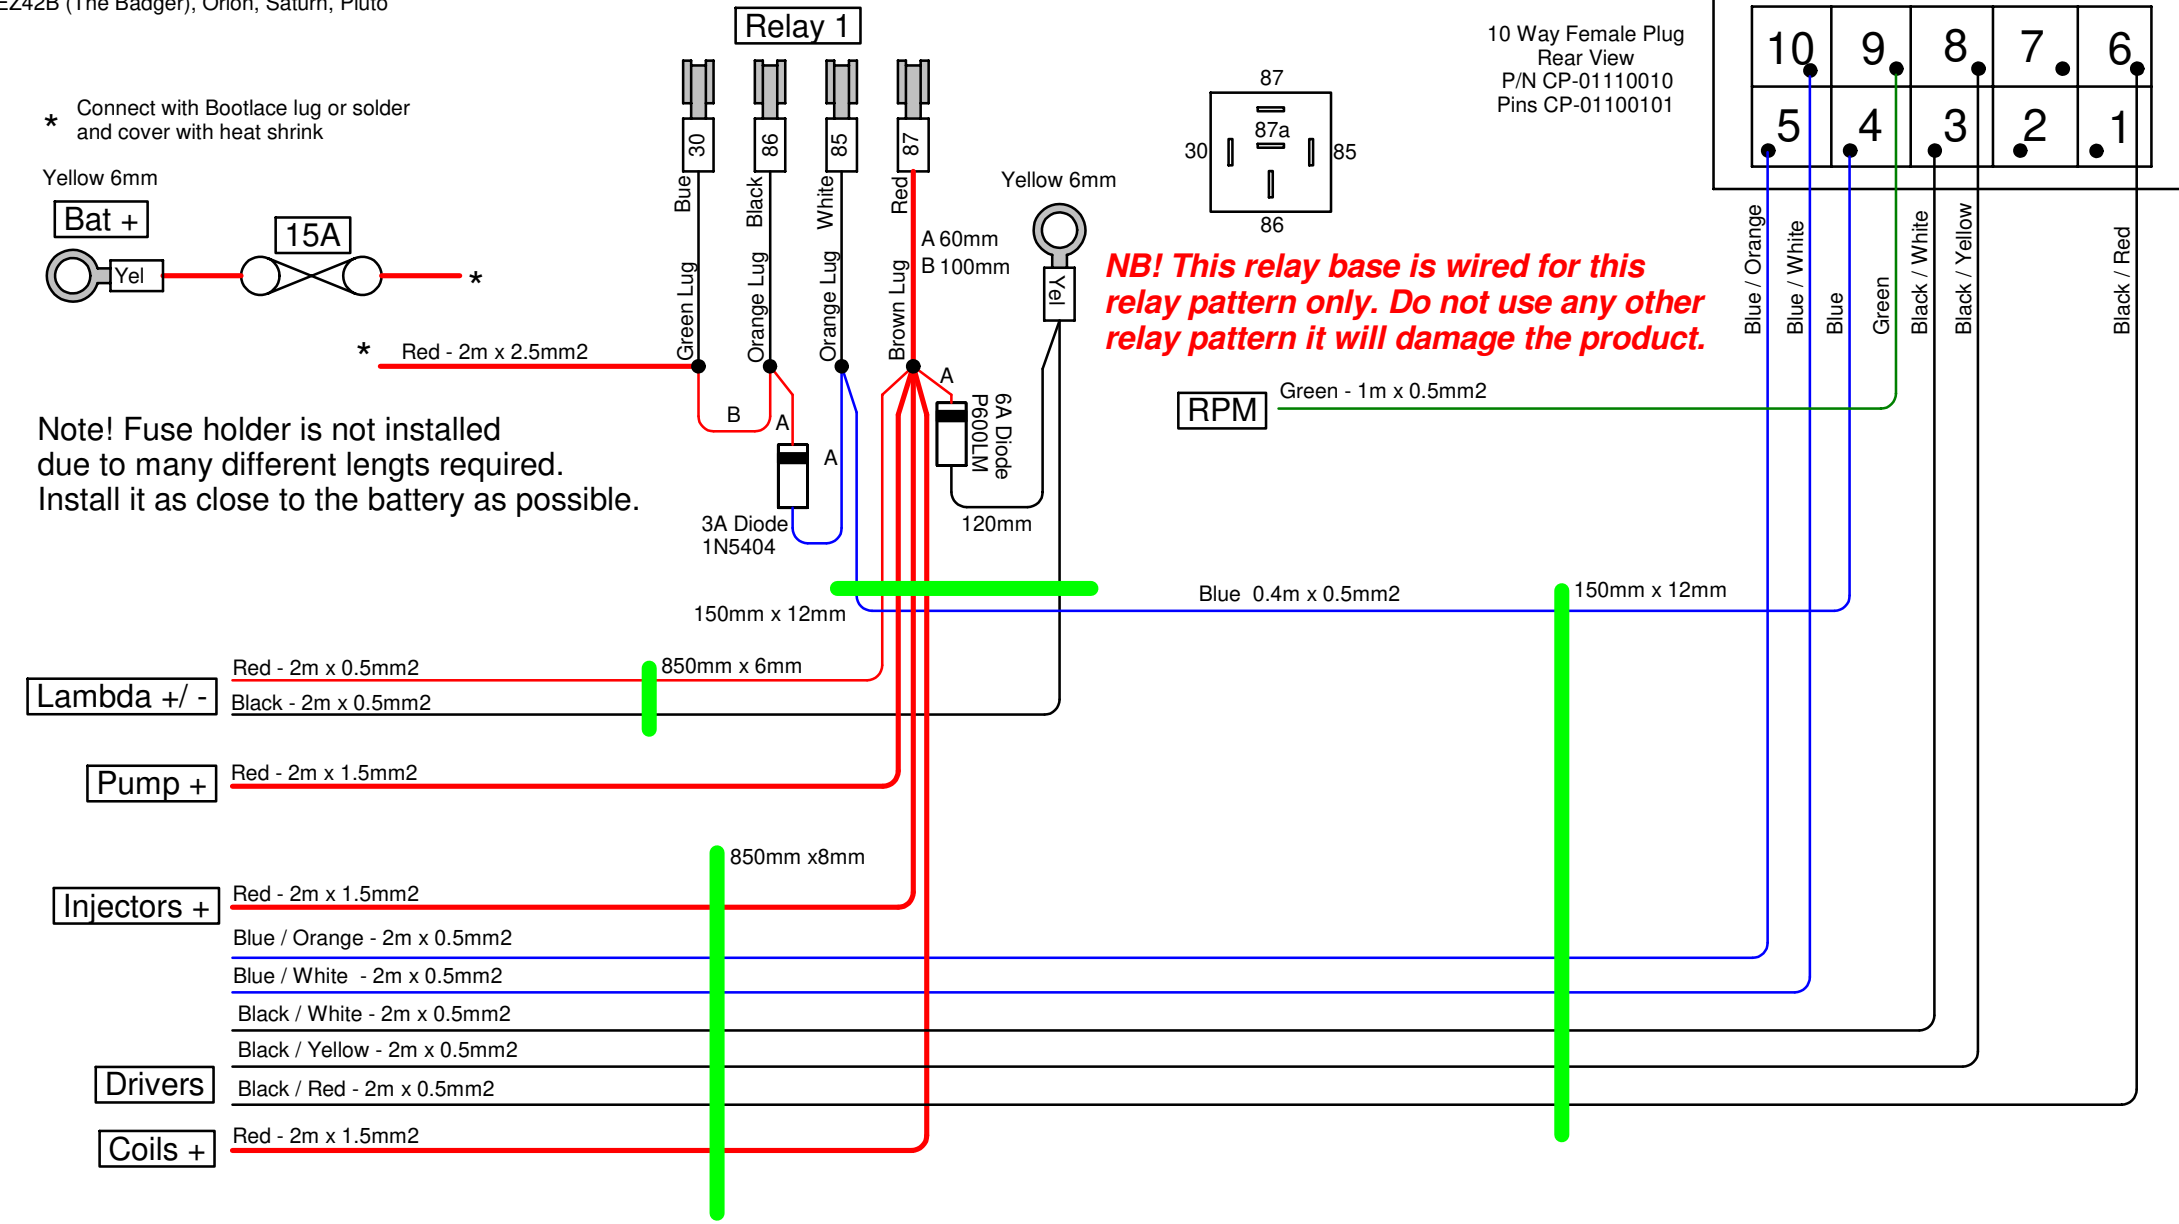 EZ42B (The Badger), Orion, Saturn, Pluto
Relay 1
* Connect with Bootlace lug or solder
and cover with heat shrink
Yellow 6mm
Bat +
Yel
15A
*
* Red - 2m x 2.5mm2
Note! Fuse holder is not installed
due to many different lengts required.
Install it as close to the battery as possible.
30
86
85
87
Bue
Black
White
Red
Green Lug
Orange Lug
Orange Lug
Brown Lug
A 60mm
B 100mm
B
A
A
A
3A Diode
1N5404
6A Diode
P600LM
120mm
Yellow 6mm
Yel
87
87a
30
85
86
NB! This relay base is wired for this
relay pattern only. Do not use any other
relay pattern it will damage the product.
10 Way Female Plug
Rear View
P/N CP-01110010
Pins CP-01100101
10 9 8 7 6
5 4 3 2 1
Blue / Orange
Blue / White
Blue
Green
Black / White
Black / Yellow
Black / Red
RPM
Green - 1m x 0.5mm2
150mm x 12mm
Blue 0.4m x 0.5mm2
150mm x 12mm
Lambda +/ -
Red - 2m x 0.5mm2
850mm x 6mm
Black - 2m x 0.5mm2
Pump +
Red - 2m x 1.5mm2
850mm x8mm
Injectors +
Red - 2m x 1.5mm2
Blue / Orange - 2m x 0.5mm2
Blue / White - 2m x 0.5mm2
Black / White - 2m x 0.5mm2
Black / Yellow - 2m x 0.5mm2
Drivers
Black / Red - 2m x 0.5mm2
Coils +
Red - 2m x 1.5mm2